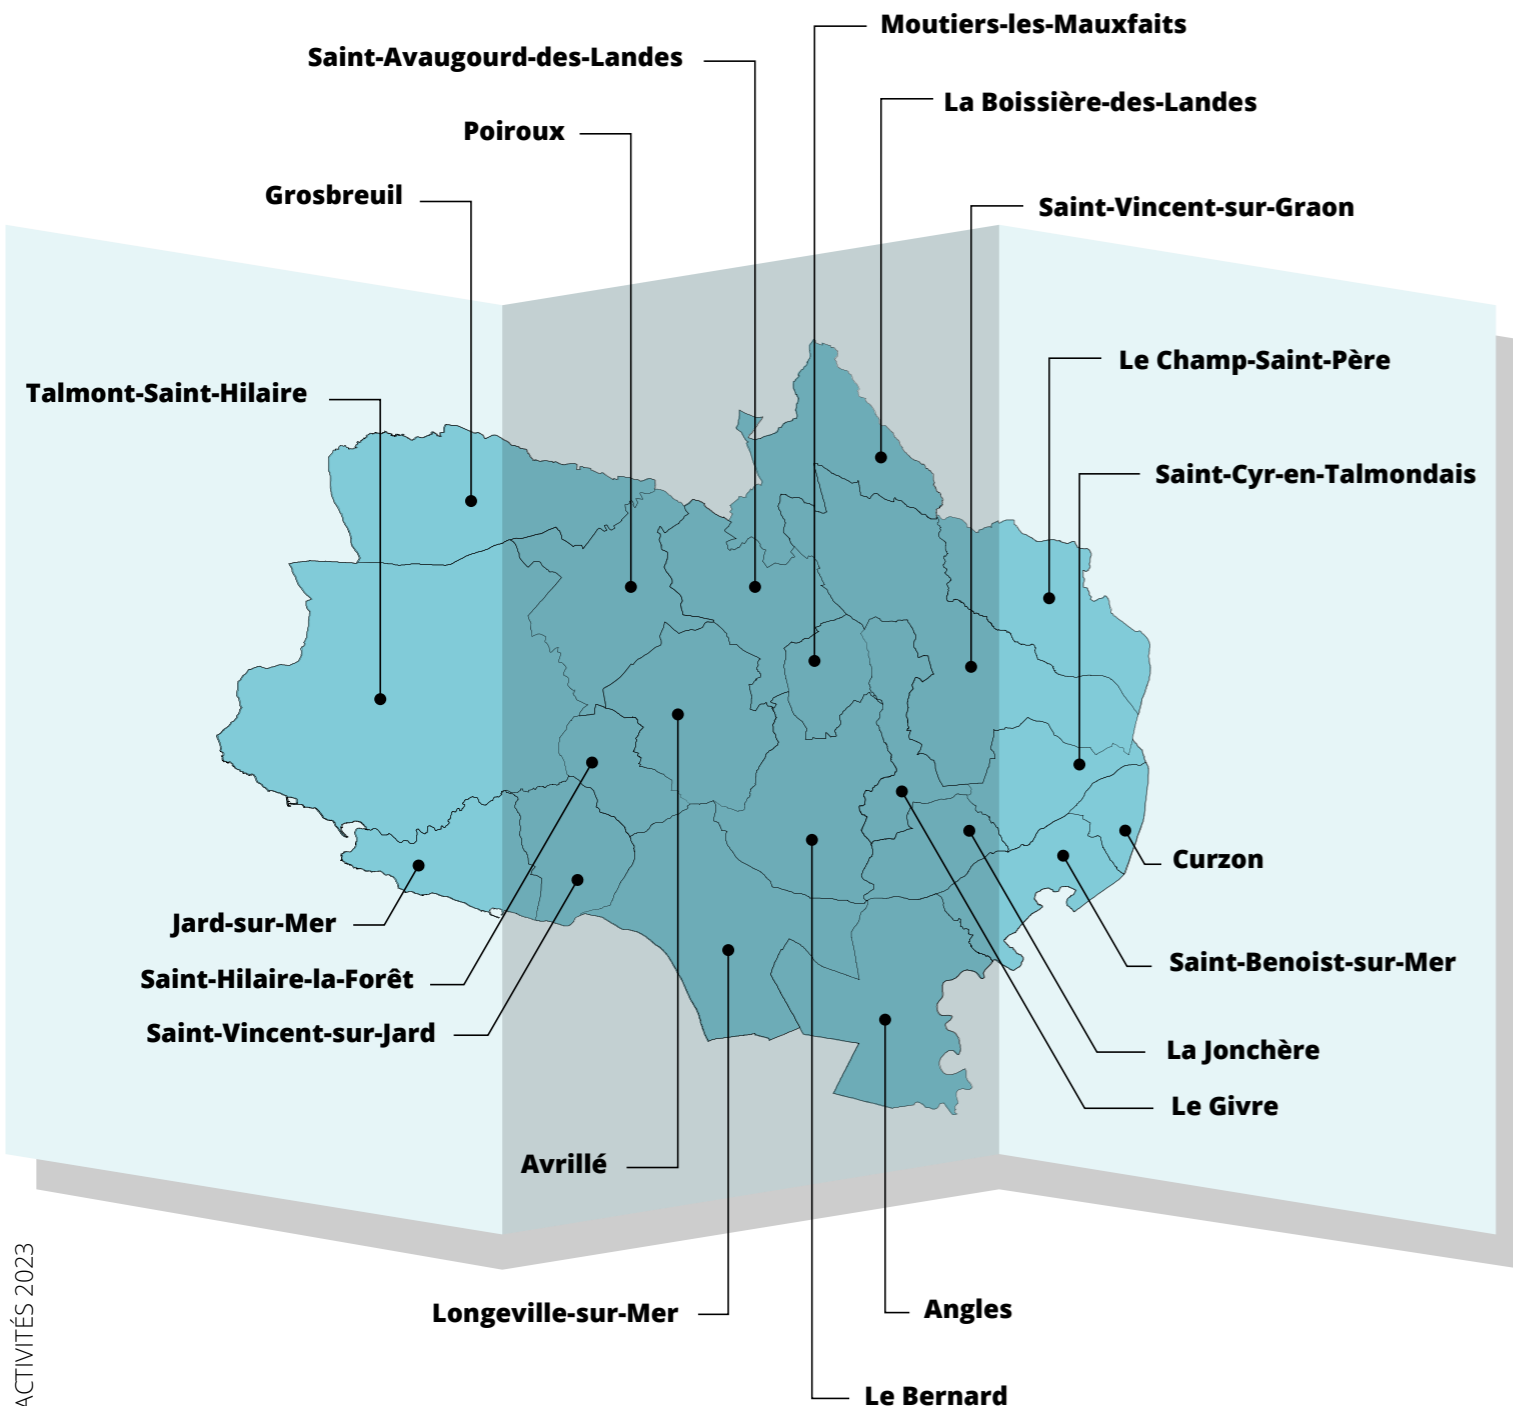 Moutiers-les-Mauxfaits
Saint-Avaugourd-des-Landes
La Boissière-des-Landes
Poiroux
Grosbreuil
Saint-Vincent-sur-Graon
Le Champ-Saint-Père
Talmont-Saint-Hilaire
Saint-Cyr-en-Talmondais
Curzon
Jard-sur-Mer
Saint-Benoist-sur-Mer
Saint-Hilaire-la-Forêt
Saint-Vincent-sur-Jard
La Jonchère
Le Givre
Avrillé
Longeville-sur-Mer
Angles
Le Bernard
ACTIVITÉS 2023